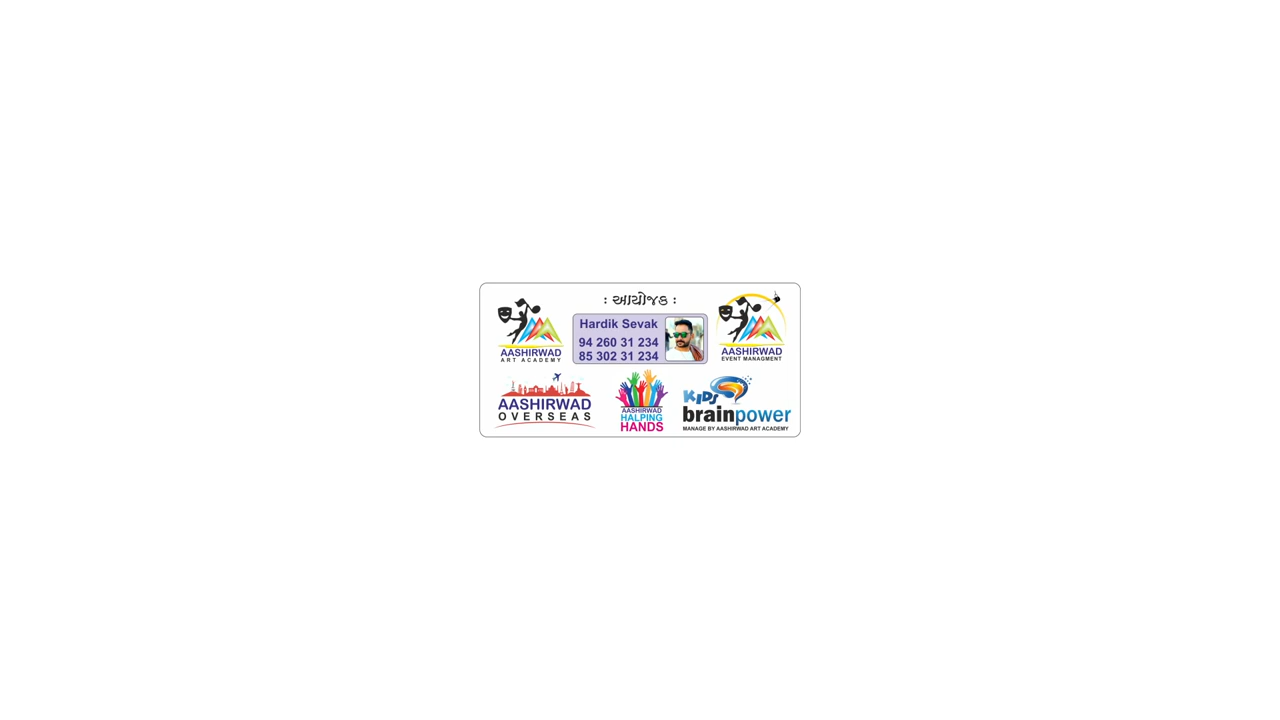 : આયોજક :
Hardik Sevak
94 260 31 234
85 302 31 234
AASHIRWAD
ART ACADEMY
AASHIRWAD
EVENT MANAGMENT
AASHIRWAD
OVERSEAS
AASHIRWAD
HALPING
HANDS
KIDS
brainpower
MANAGE BY AASHIRWAD ART ACADEMY